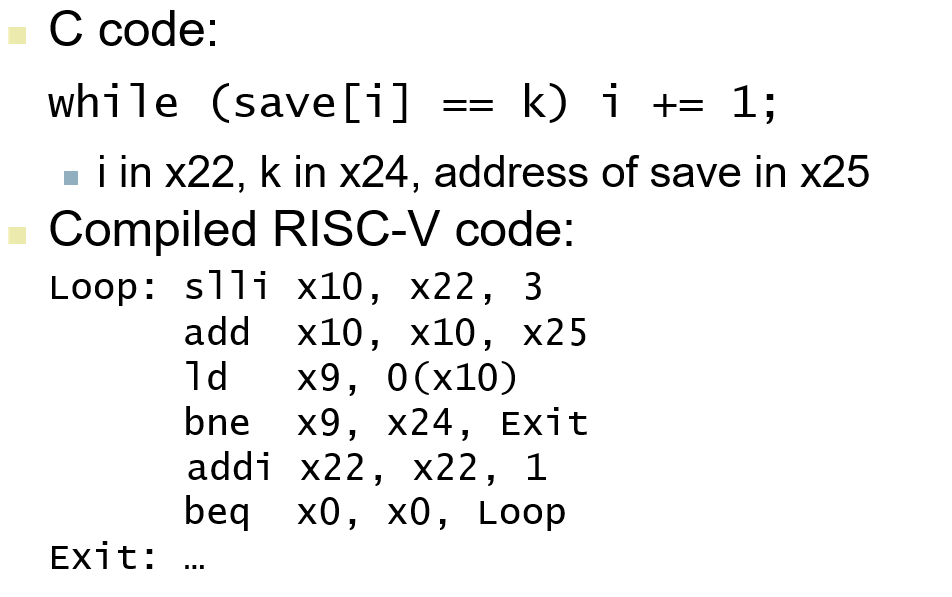 C code:
while (save[i] == k) i += 1;
i in x22, k in x24, address of save in x25
Compiled RISC-V code:
Loop: slli x10, x22, 3
add x10, x10, x25
ld x9, 0(x10)
bne x9, x24, Exit
addi x22, x22, 1
beq x0, x0, Loop
Exit: …